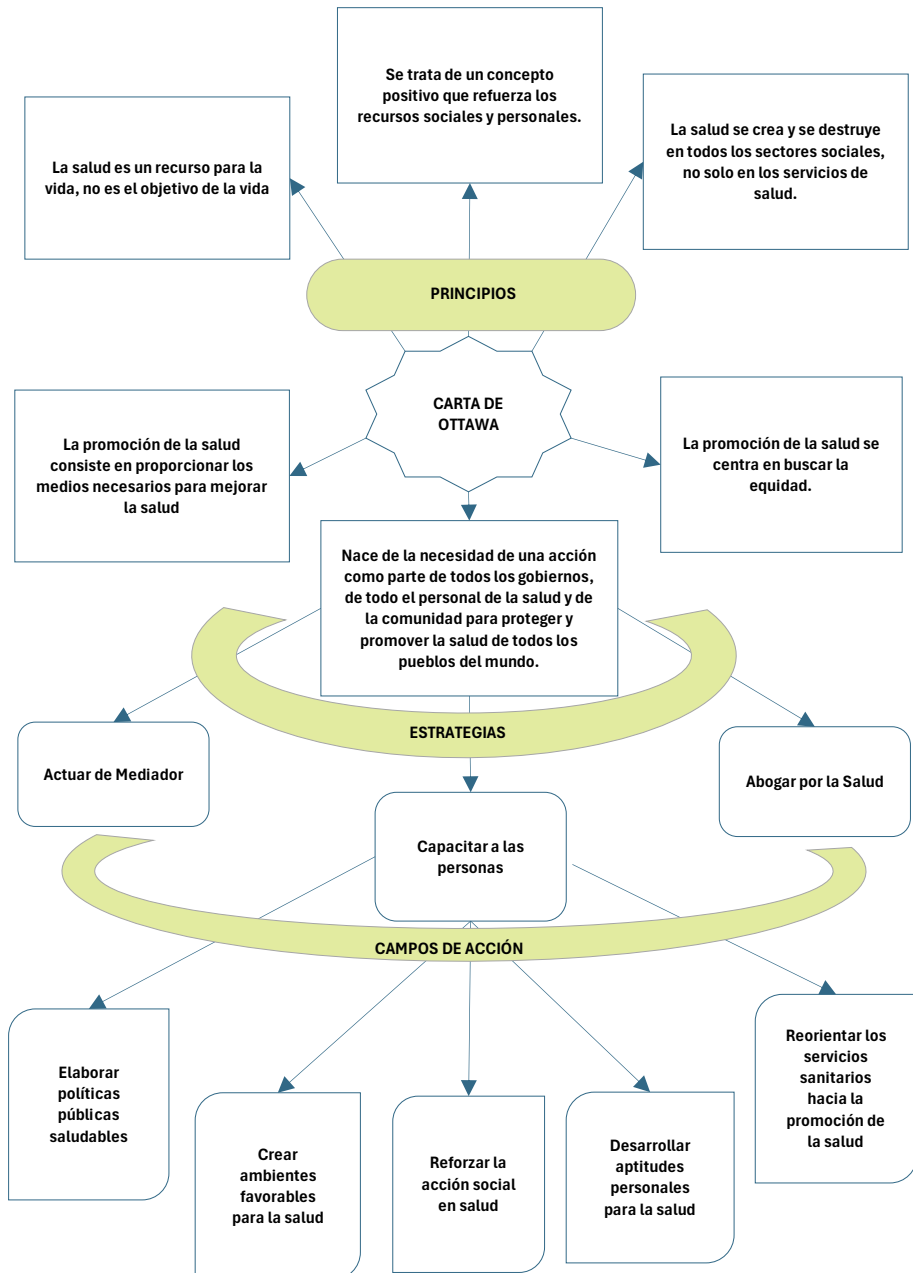 Se trata de un concepto
positivo que refuerza los
recursos sociales y personales.
La salud es un recurso para la
vida, no es el objetivo de la vida
La salud se crea y se destruye
en todos los sectores sociales,
no solo en los servicios de
salud.
PRINCIPIOS
CARTA DE
OTTAWA
La promoción de la salud
consiste en proporcionar los
medios necesarios para mejorar
la salud
La promoción de la salud se
centra en buscar la
equidad.
Nace de la necesidad de una acción
como parte de todos los gobiernos,
de todo el personal de la salud y de
la comunidad para proteger y
promover la salud de todos los
pueblos del mundo.
ESTRATEGIAS
Actuar de Mediador
Capacitar a las
personas
Abogar por la Salud
CAMPOS DE ACCIÓN
Elaborar
políticas
públicas
saludables
Crear
ambientes
favorables
para la salud
Reforzar la
acción social
en salud
Desarrollar
aptitudes
personales
para la salud
Reorientar los
servicios
sanitarios
hacia la
promoción de
la salud